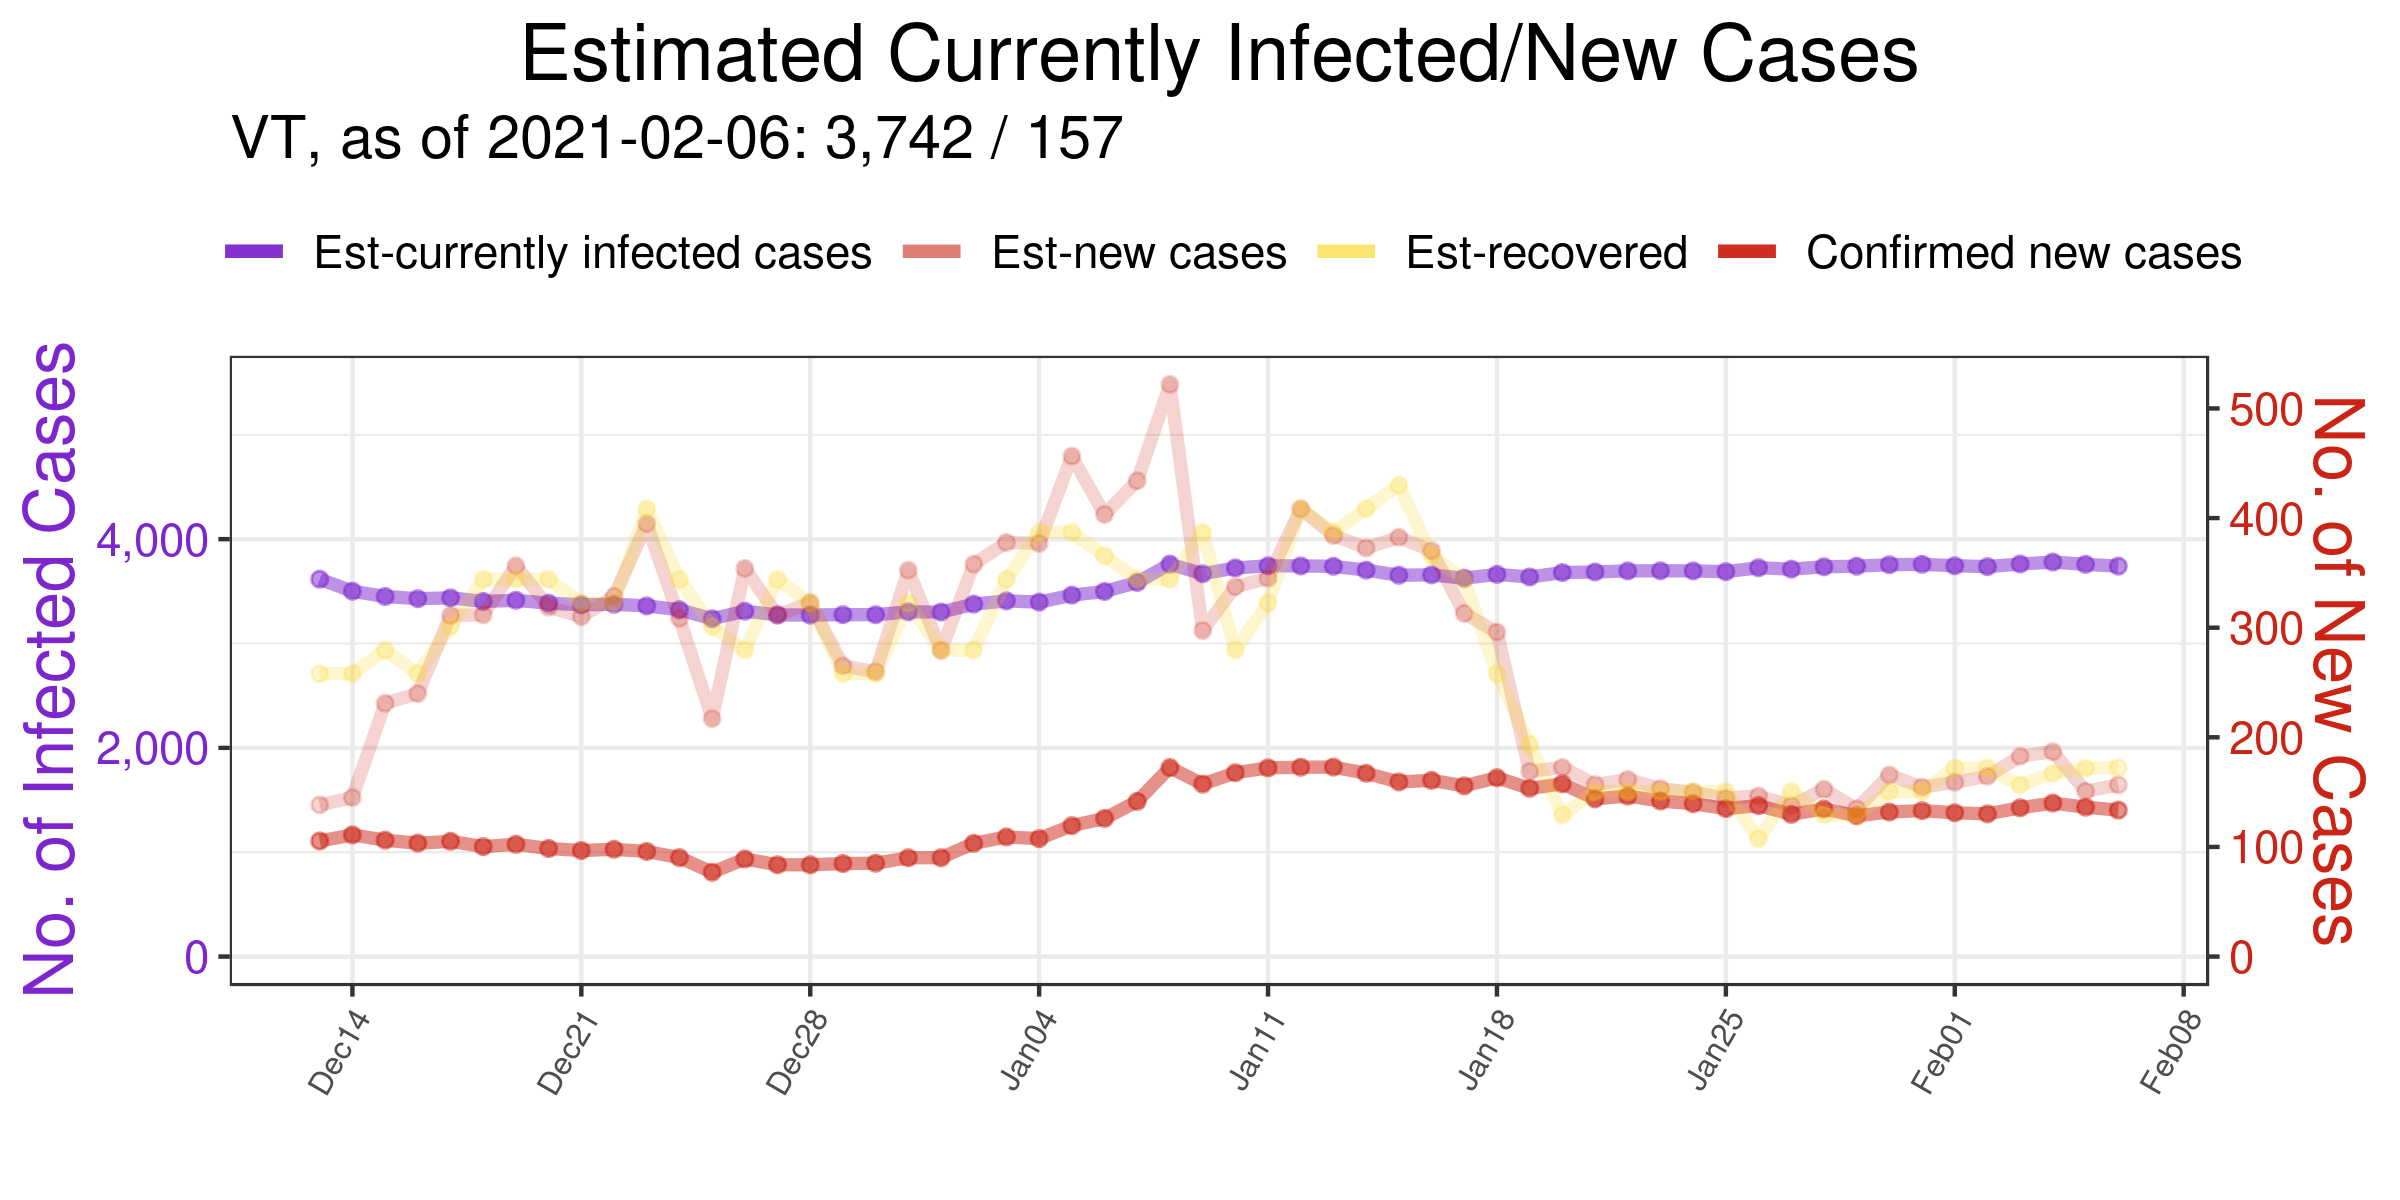 Estimated Currently Infected/New Cases
VT, as of 2021-02-06: 3,742 / 157
Est-currently infected cases
Est-new cases
Est-recovered
Confirmed new cases
No. of Infected Cases
4,000
2,000
0
500
400
300
200
100
0
No. of New Cases
Dec14
Dec21
Dec28
Jan04
Jan11
Jan18
Jan25
Feb01
Feb08